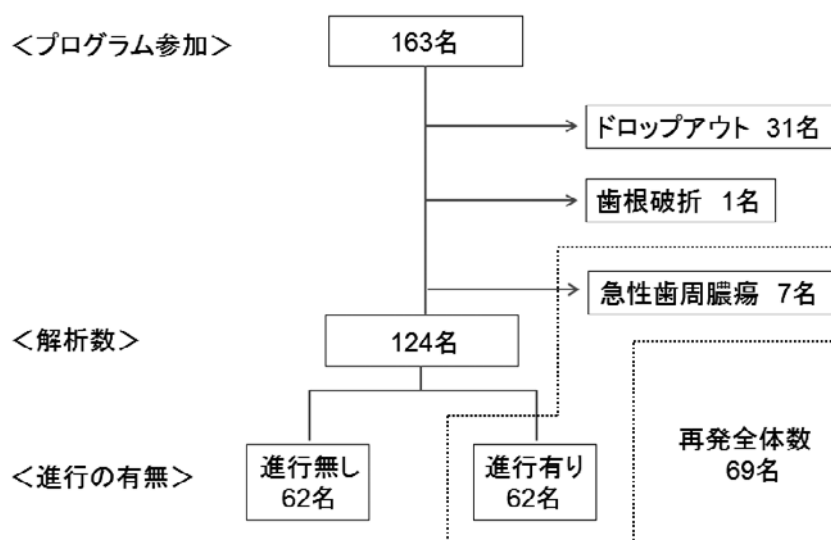 <プログラム参加>
163名
ドロップアウト 31名
歯根破折 1名
急性歯周膿瘍 7名
<解析数>
124名
<進行の有無>
進行無し
62名
進行有り
62名
再発全体数
69名